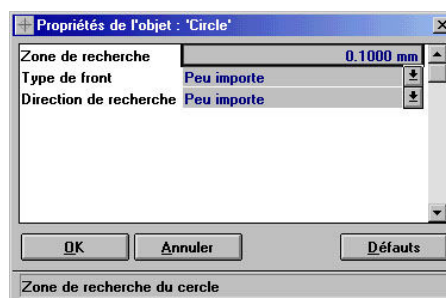 Propriétés de l'objet : 'Circle'
Zone de recherche 0.1000 mm
Type de front Peu importe
Direction de recherche Peu importe
OK Annuler Défauts
Zone de recherche du cercle